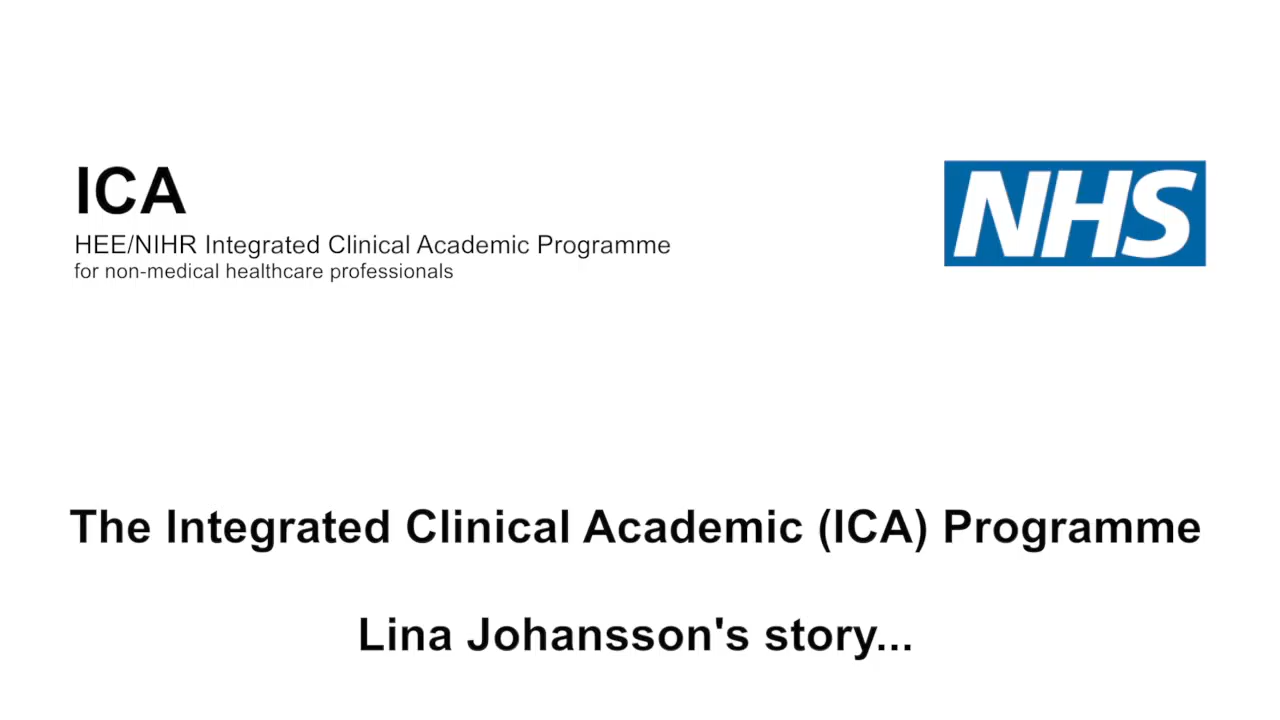 ICA
HEE/NIHR Integrated Clinical Academic Programme
for non-medical healthcare professionals
NHS
The Integrated Clinical Academic (ICA) Programme
Lina Johansson's story...